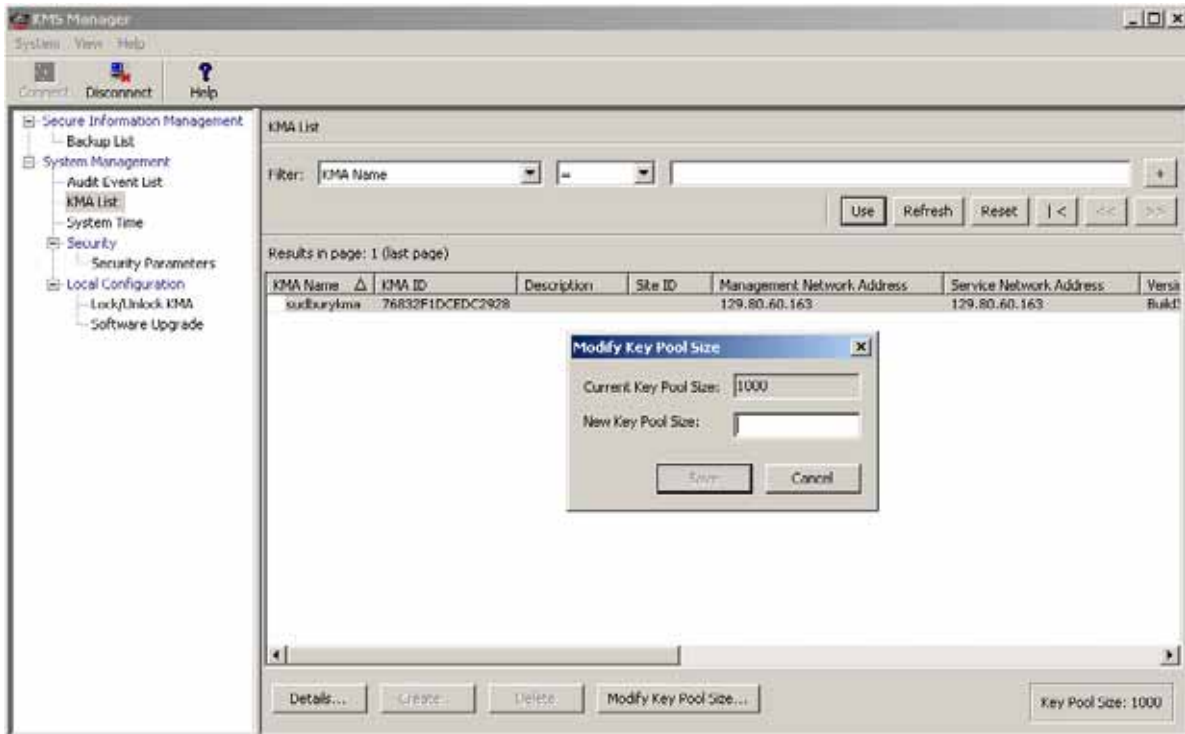 KMS Manager
System View Help
Connect Disconnect Help
Secure Information Management
Backup List
System Management
Audit Event List
KMA List
System Time
Security
Security Parameters
Local Configuration
Lock/Unlock KMA
Software Upgrade
KMA List
Filter: KMA Name = +
Use Refresh Reset |< << >>
Results in page: 1 (last page)
KMA Name KMA ID Description Site ID Management Network Address Service Network Address Versi
sudburykma 76832F1DCEDC2928 129.80.60.163 129.80.60.163 Build
Modify Key Pool Size
Current Key Pool Size: 1000
New Key Pool Size:
Save Cancel
Details... Create... Delete Modify Key Pool Size... Key Pool Size: 1000